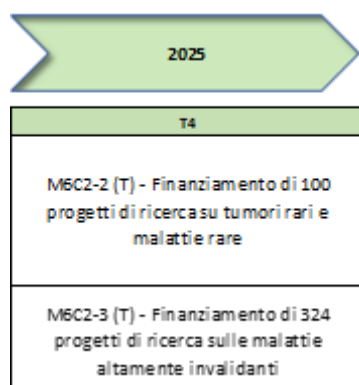 2025
T4
M6C2-2 (T) - Finanziamento di 100
progetti di ricerca su tumori rari e
malattie rare
M6C2-3 (T) - Finanziamento di 324
progetti di ricerca sulle malattie
altamente invalidanti